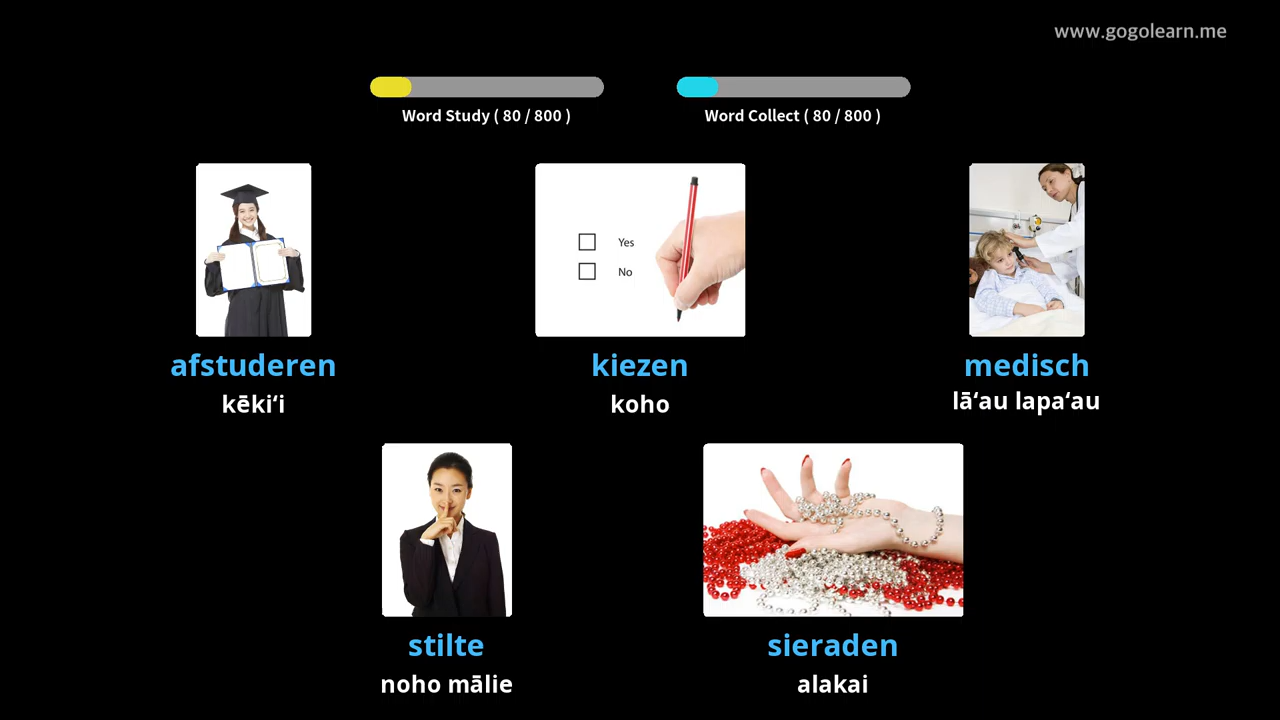 www.gogolearn.me
Word Study ( 80 / 800 )
Word Collect ( 80 / 800 )
Yes
No
afstuderen
kēkiʻi
kiezen
koho
medisch
lāʻau lapaʻau
stilte
noho mālie
sieraden
alakai